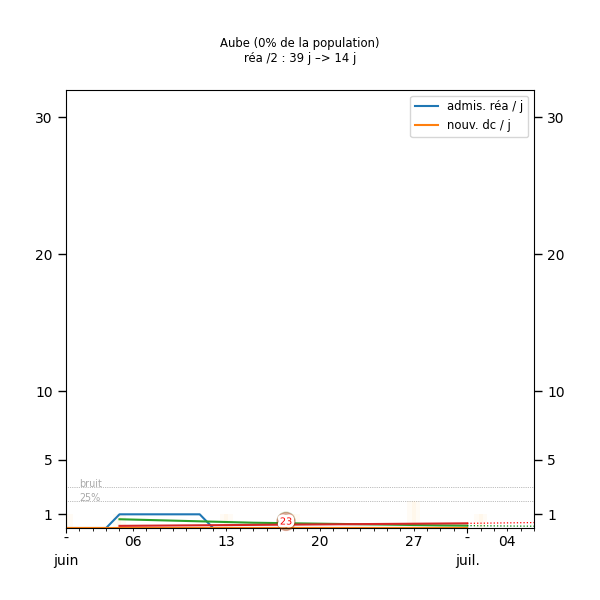 Aube (0% de la population)
réa /2 : 39 j –> 14 j
admis. réa / j
nouv. dc / j
30 30
20 20
10 10
5 5
bruit
25%
1 1
23
- 06 13 20 27 - 04
juin juil.